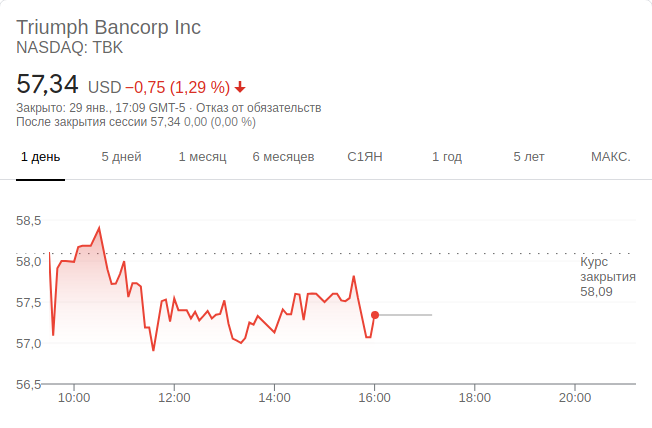 Triumph Bancorp Inc
NASDAQ: TBK
57,34 USD −0,75 (1,29 %)
Закрыто: 29 янв., 17:09 GMT-5 · Отказ от обязательств
После закрытия сессии 57,34 0,00 (0,00 %)
1 день 5 дней 1 месяц 6 месяцев С1ЯН 1 год 5 лет МАКС.
58,5
58,0
57,5
57,0
56,5
Курс
закрытия
58,09
10:00 12:00 14:00 16:00 18:00 20:00